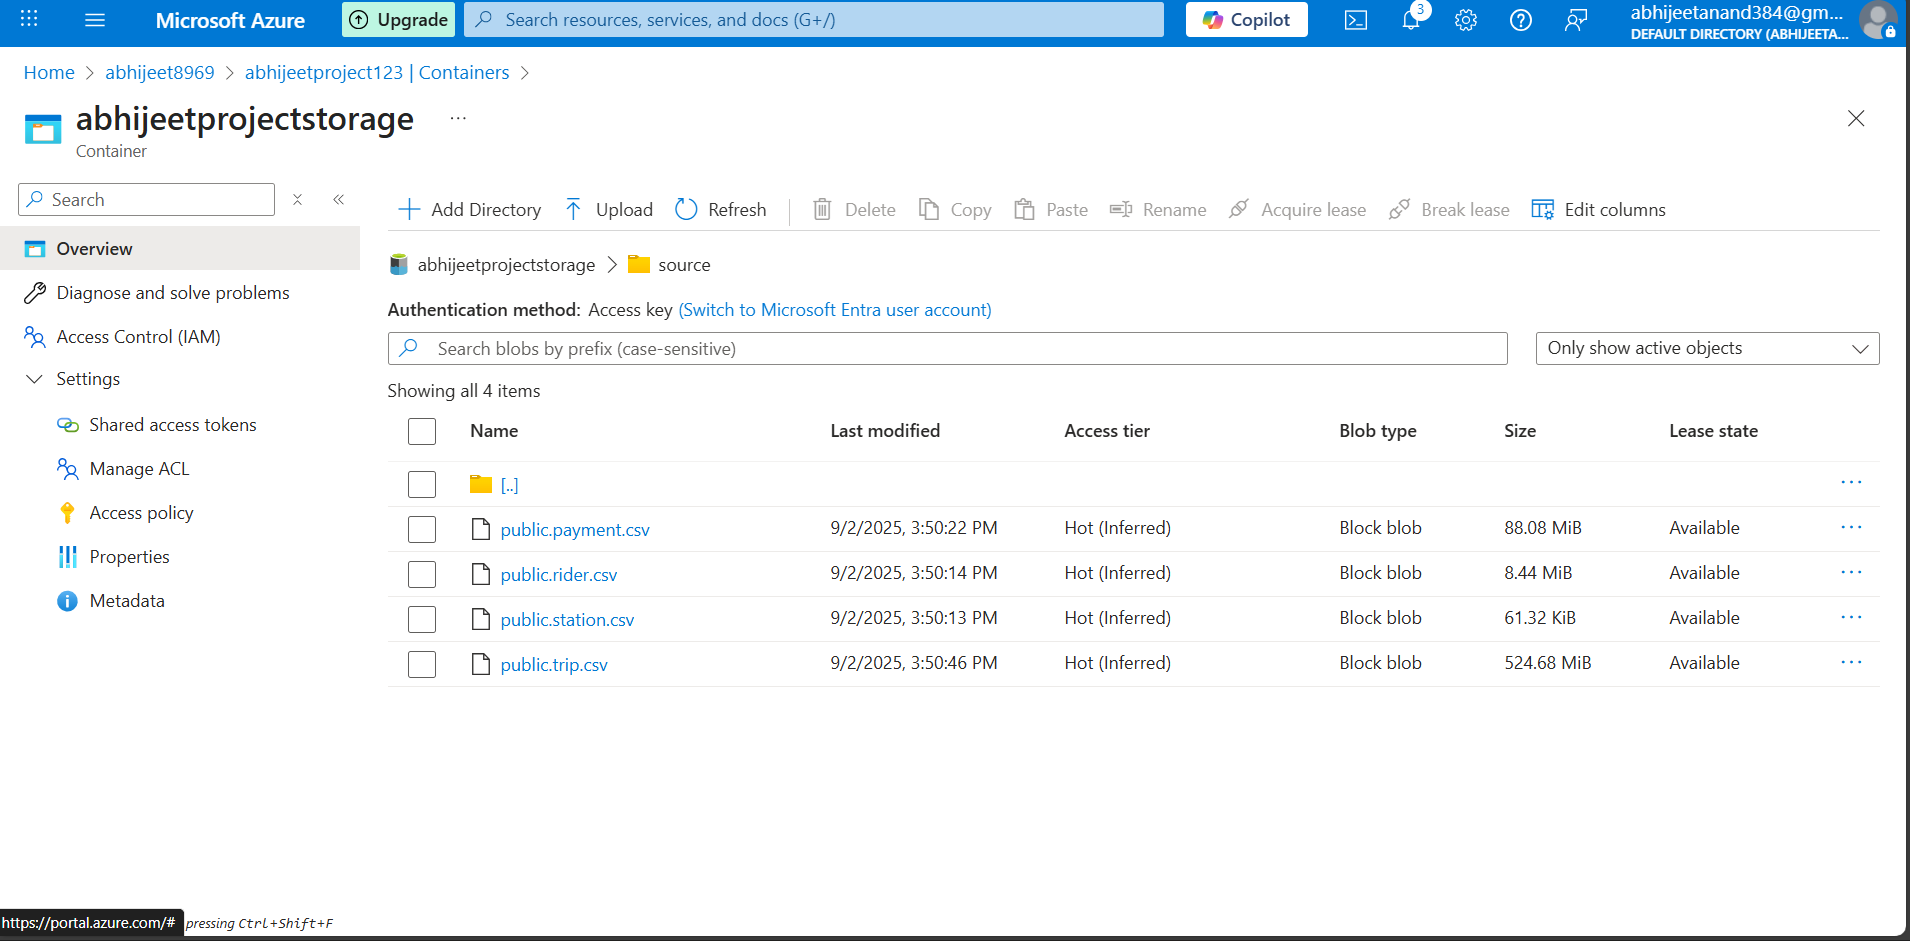 Microsoft Azure
Upgrade
Search resources, services, and docs (G+/)
Copilot
3
abhijeetanand384@gm...
DEFAULT DIRECTORY (ABHIJEETA...
Home > abhijeet8969 > abhijeetproject123 | Containers >
abhijeetprojectstorage ...
Container
Search
Overview
Diagnose and solve problems
Access Control (IAM)
Settings
Shared access tokens
Manage ACL
Access policy
Properties
Metadata
Add Directory Upload Refresh Delete Copy Paste Rename Acquire lease Break lease Edit columns
abhijeetprojectstorage > source
Authentication method: Access key (Switch to Microsoft Entra user account)
Search blobs by prefix (case-sensitive)
Only show active objects
Showing all 4 items
Name Last modified Access tier Blob type Size Lease state
[..] ...
public.payment.csv 9/2/2025, 3:50:22 PM Hot (Inferred) Block blob 88.08 MiB Available ...
public.rider.csv 9/2/2025, 3:50:14 PM Hot (Inferred) Block blob 8.44 MiB Available ...
public.station.csv 9/2/2025, 3:50:13 PM Hot (Inferred) Block blob 61.32 KiB Available ...
public.trip.csv 9/2/2025, 3:50:46 PM Hot (Inferred) Block blob 524.68 MiB Available ...
https://portal.azure.com/# pressing Ctrl+Shift+F